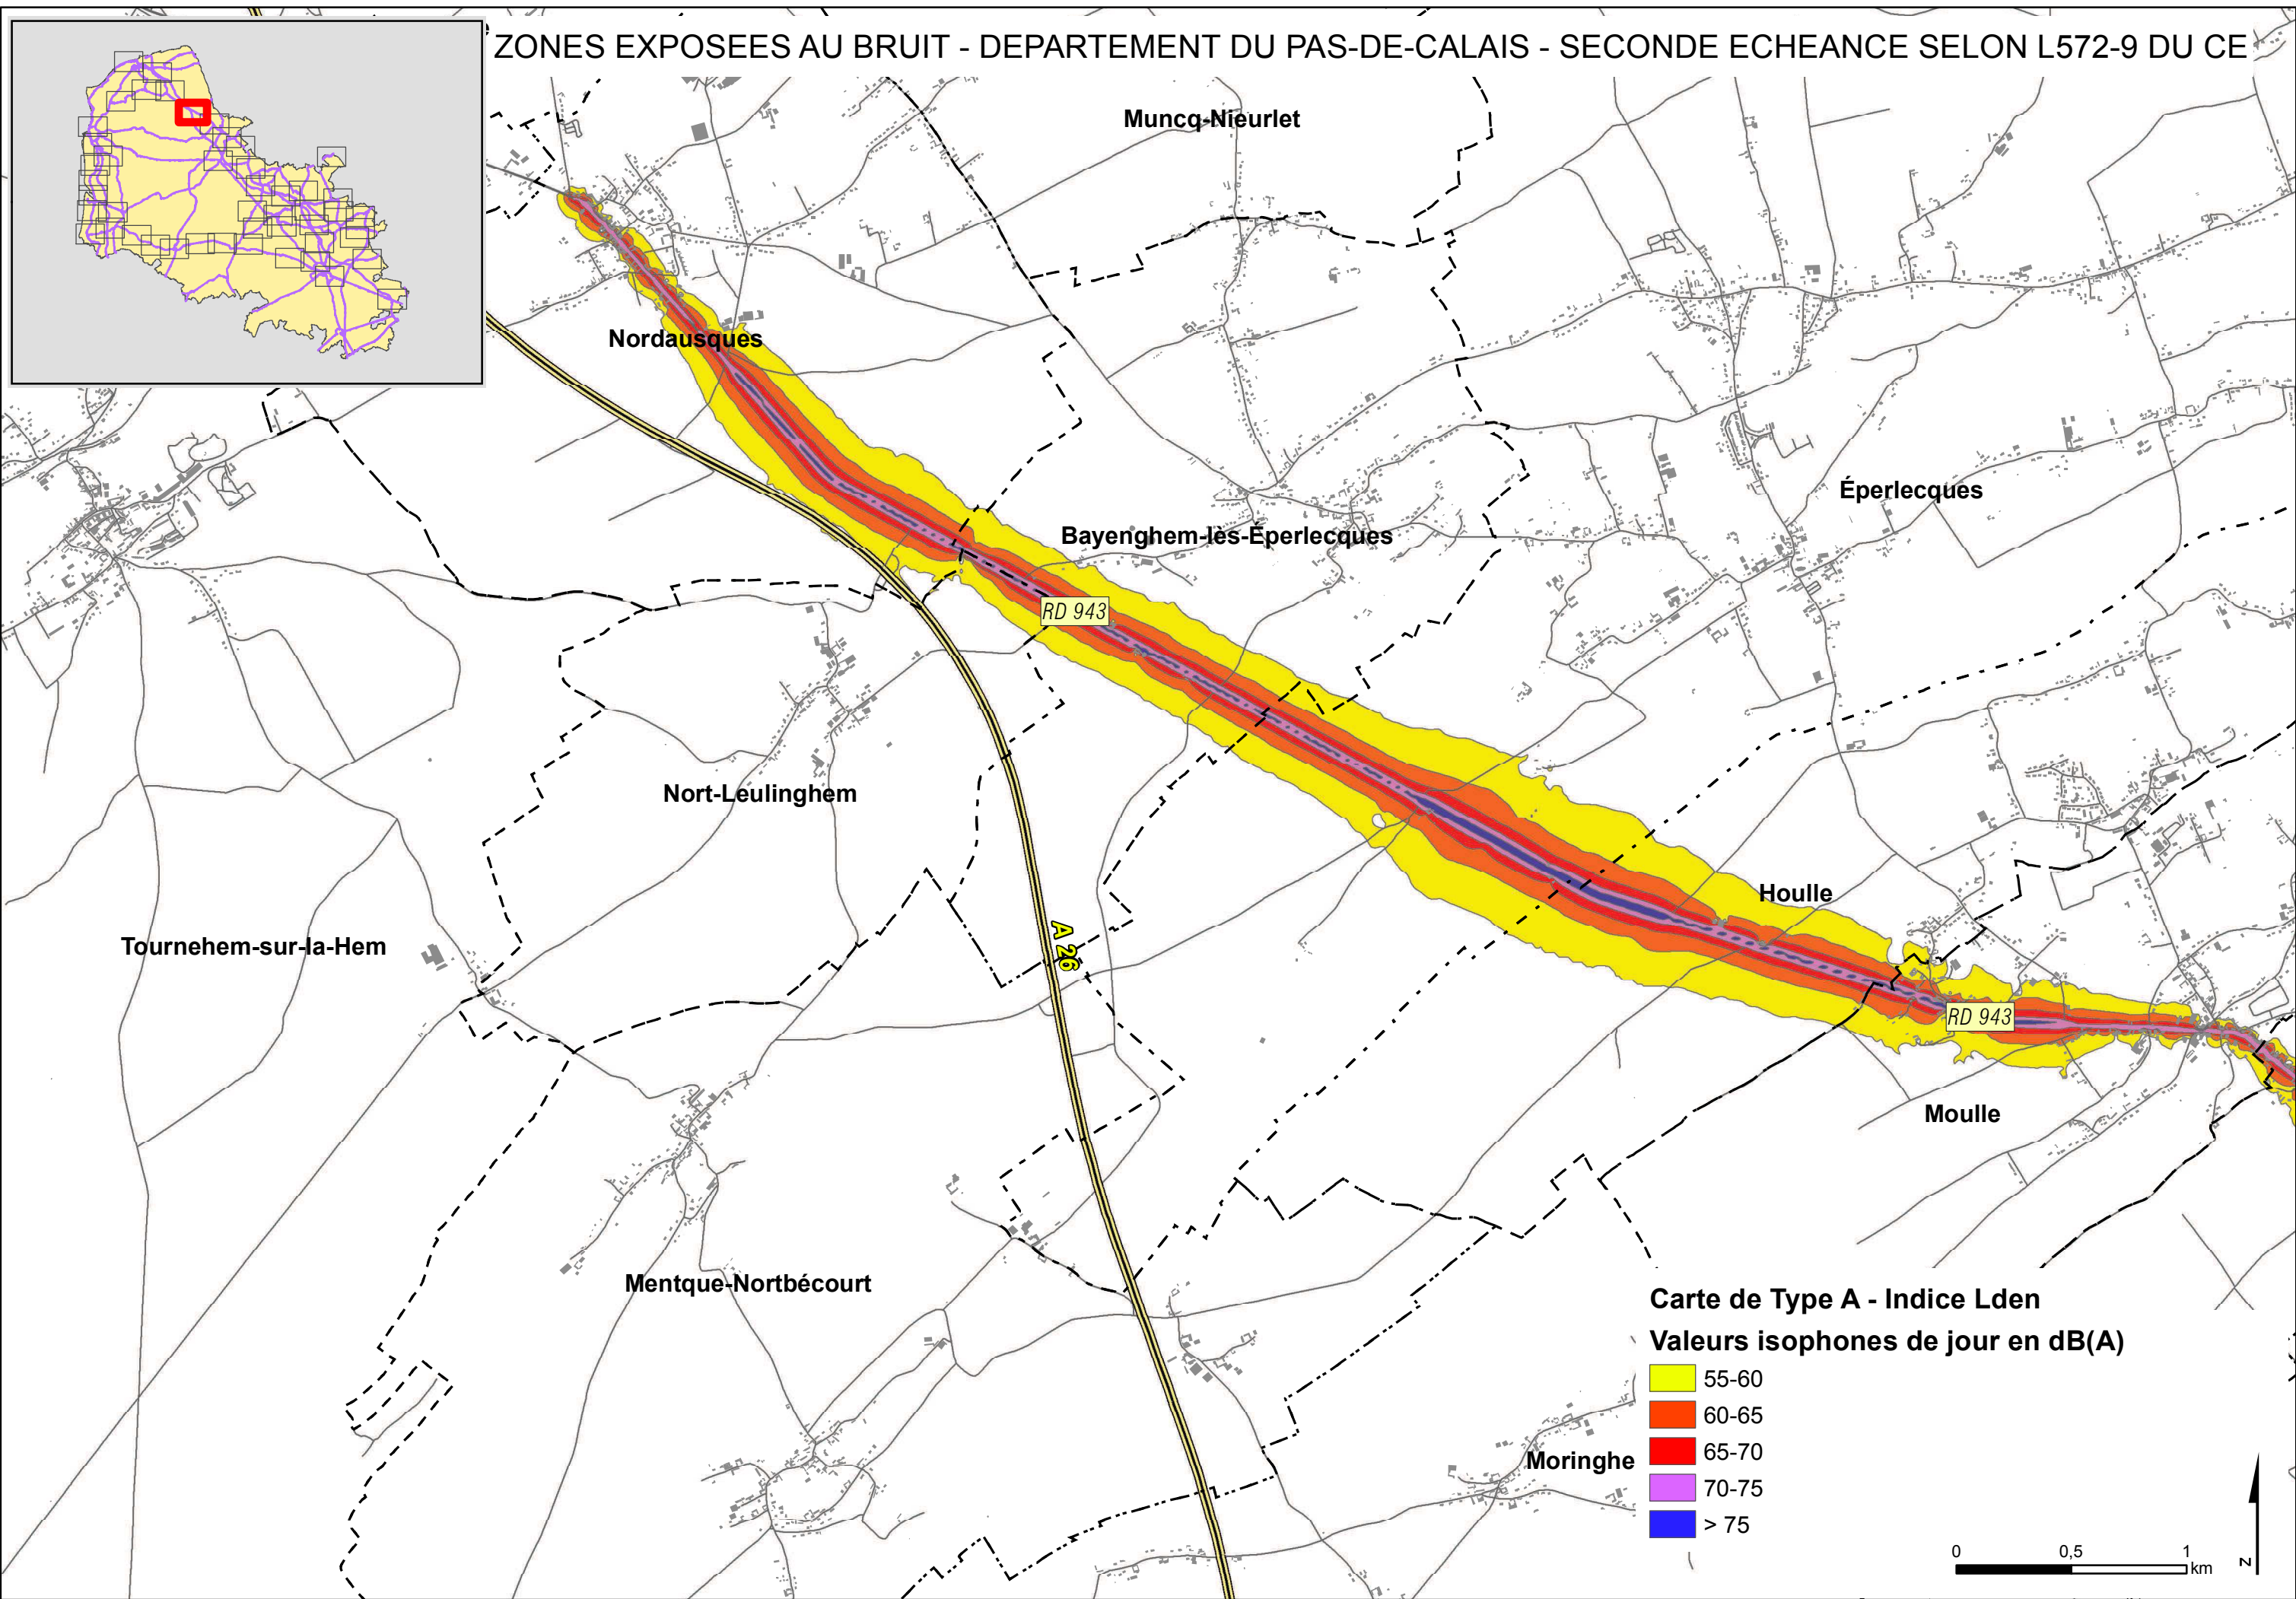 ZONES EXPOSEES AU BRUIT - DEPARTEMENT DU PAS-DE-CALAIS - SECONDE ECHEANCE SELON L572-9 DU CE
Muncq-Nieurlet
Nordausques
Éperlecques
Bayenghem-lès-Éperlecques
RD 943
Nort-Leulinghem
Houlle
Tournehem-sur-la-Hem
A 26
RD 943
Moulle
Mentque-Nortbécourt
Moringhe
Carte de Type A - Indice Lden
Valeurs isophones de jour en dB(A)
55-60
60-65
65-70
70-75
> 75
0 0,5 1
km
N